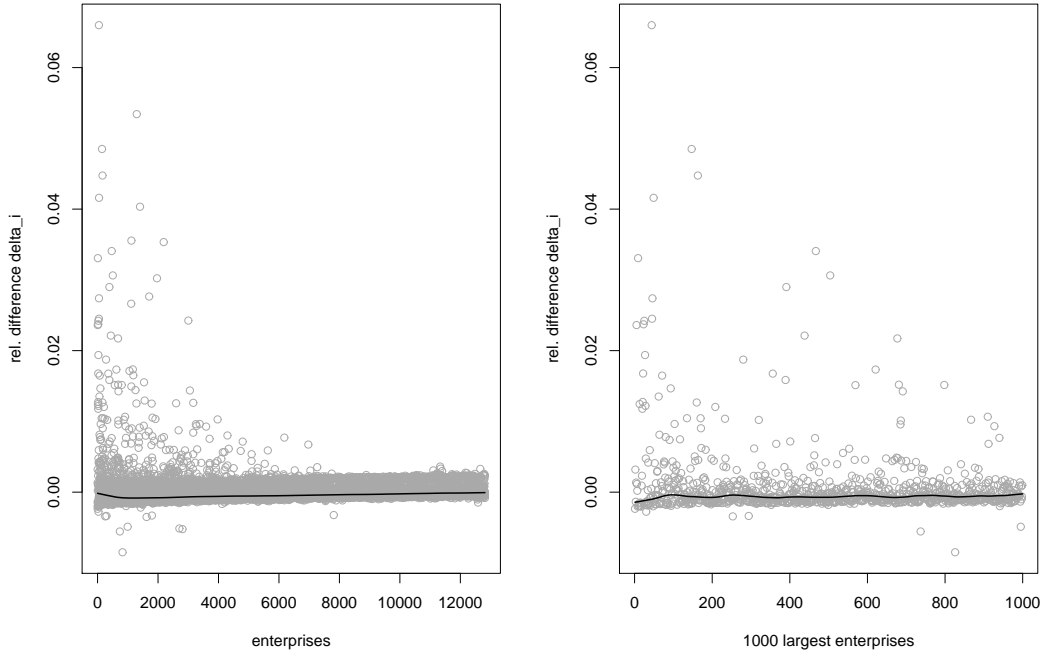 0.06
0.04
0.02
0.00
rel. difference delta_i
0 2000 4000 6000 8000 10000 12000
enterprises
0.06
0.04
0.02
0.00
rel. difference delta_i
0 200 400 600 800 1000
1000 largest enterprises